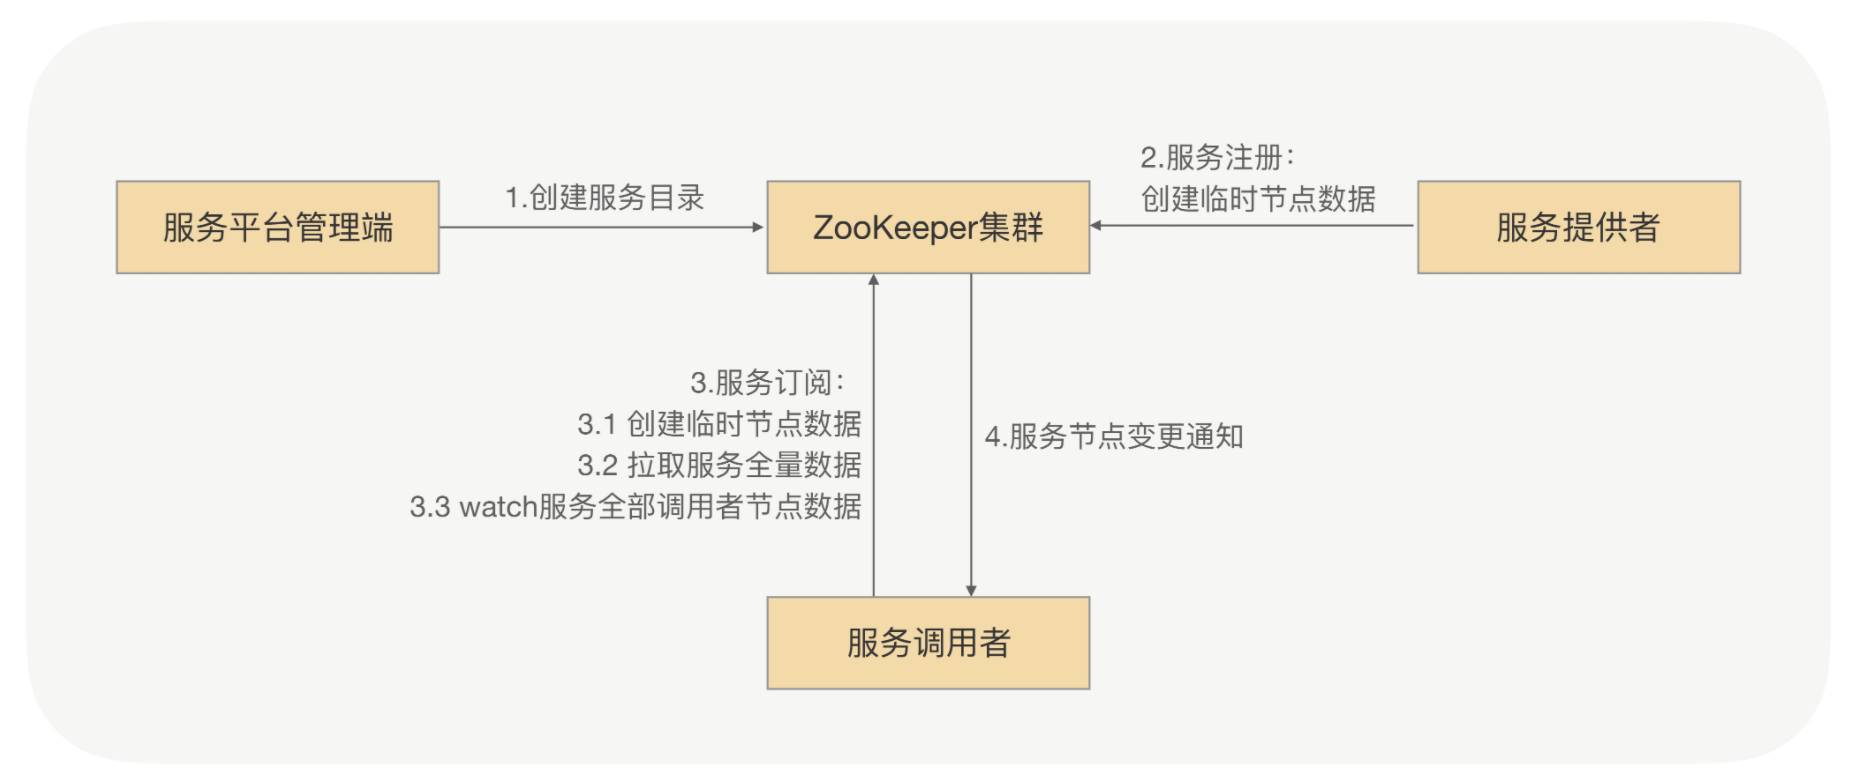 2.服务注册：
创建临时节点数据
1.创建服务目录
服务平台管理端
ZooKeeper集群
服务提供者
3.服务订阅：
3.1 创建临时节点数据
3.2 拉取服务全量数据
3.3 watch服务全部调用者节点数据
4.服务节点变更通知
服务调用者